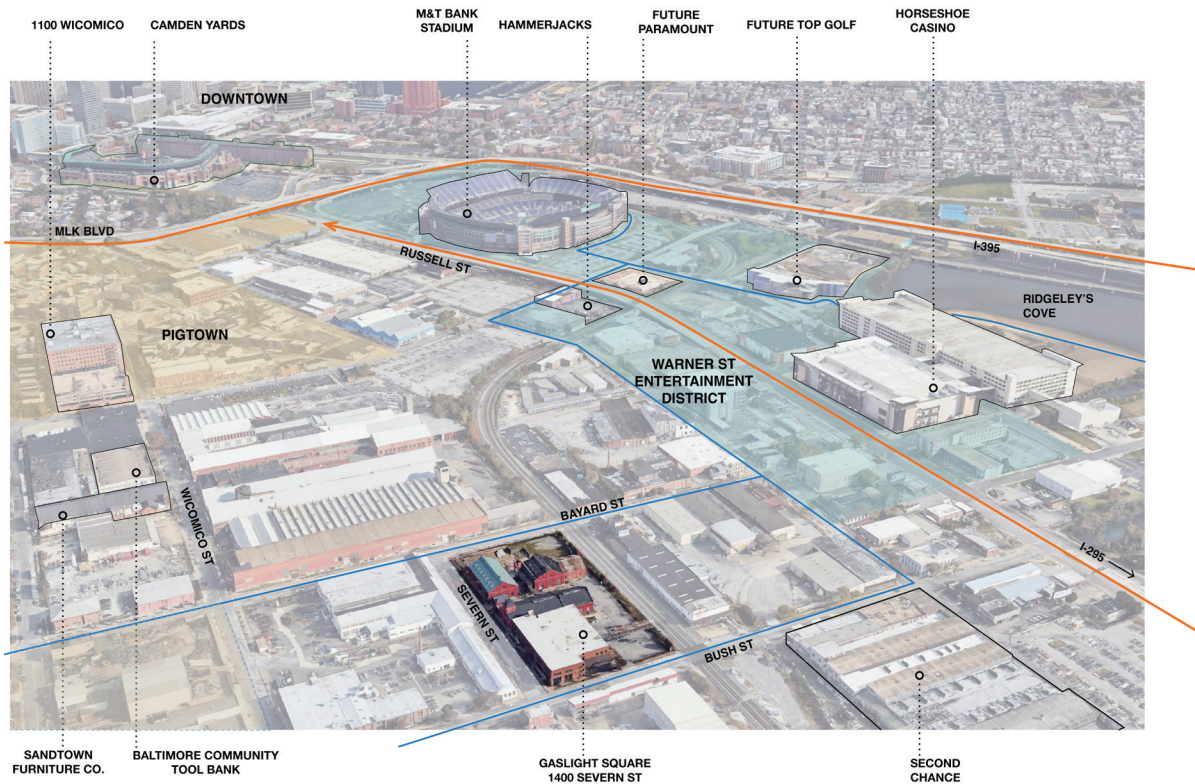 1100 WICOMICO
CAMDEN YARDS
M&T BANK
STADIUM
HAMMERJACKS
FUTURE
PARAMOUNT
FUTURE TOP GOLF
HORSESHOE
CASINO
DOWNTOWN
MLK BLVD
RUSSELL ST
I-395
RIDGELEY'S
COVE
PIGTOWN
WARNER ST
ENTERTAINMENT
DISTRICT
WICOMICO ST
BAYARD ST
SEVERN ST
BUSH ST
I-295
SANDTOWN
FURNITURE CO.
BALTIMORE COMMUNITY
TOOL BANK
GASLIGHT SQUARE
1400 SEVERN ST
SECOND
CHANCE